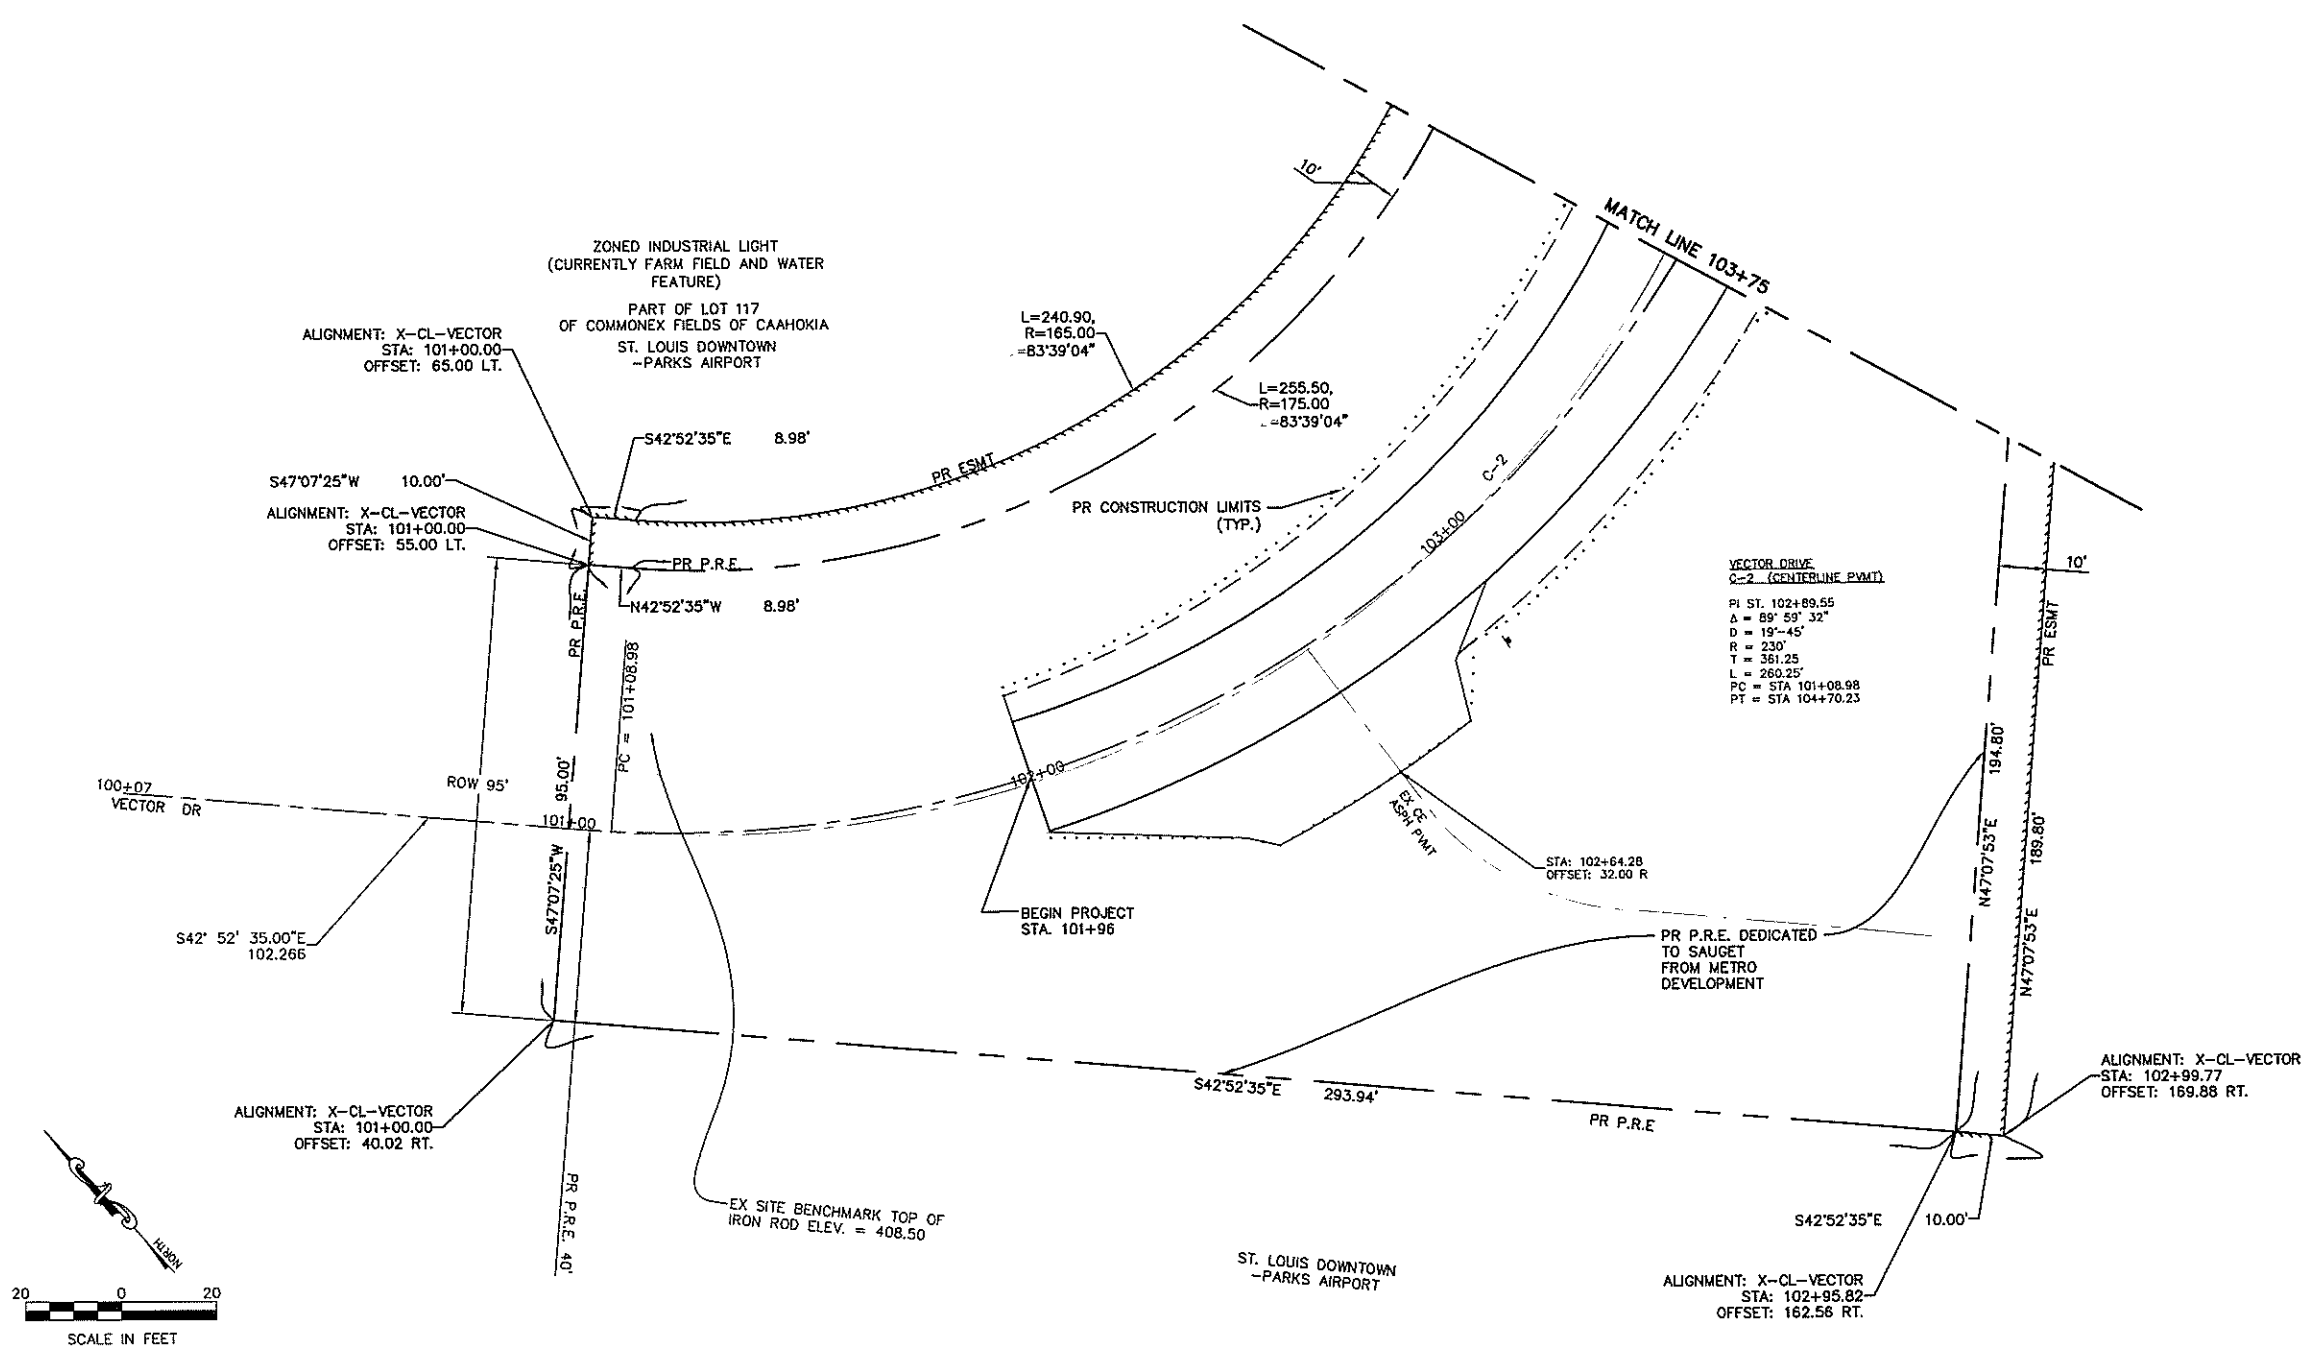 MATCH LINE 103+75
10'
ZONED INDUSTRIAL LIGHT
(CURRENTLY FARM FIELD AND WATER
FEATURE)
PART OF LOT 117
OF COMMONEX FIELDS OF CAAHOKIA
ST. LOUIS DOWNTOWN
-PARKS AIRPORT
ALIGNMENT: X-CL-VECTOR
STA: 101+00.00
OFFSET: 65.00 LT.
L=240.90,
R=165.00
=83°39'04"
L=255.50,
R=175.00
=83°39'04"
S42°52'35"E 8.98'
S47°07'25"W 10.00'
ALIGNMENT: X-CL-VECTOR
STA: 101+00.00
OFFSET: 55.00 LT.
PR ESMT
PR CONSTRUCTION LIMITS
(TYP.)
C-2
103+00
PR P.R.E.
N42°52'35"W 8.98'
PR P.R.E.
PC = 101+08.98
VECTOR DRIVE
C-2 (CENTERLINE PVMT)
PI ST. 102+89.55
Δ = 89° 59' 32"
D = 19°-45'
R = 230'
T = 361.25
L = 260.25'
PC = STA 101+08.98
PT = STA 104+70.23
10'
PR ESMT
100+07
VECTOR DR
ROW 95'
101+00
S47°07'25"W 95.00'
102+00
EX CE
ASPH PVMT
STA: 102+64.28
OFFSET: 32.00 R
BEGIN PROJECT
STA. 101+96
S42° 52' 35.00"E
102.266
PR P.R.E. DEDICATED
TO SAUGET
FROM METRO
DEVELOPMENT
N47°07'53"E 194.80'
N47°07'53"E 189.80'
S42°52'35"E 293.94'
PR P.R.E
ALIGNMENT: X-CL-VECTOR
STA: 102+99.77
OFFSET: 169.88 RT.
ALIGNMENT: X-CL-VECTOR
STA: 101+00.00
OFFSET: 40.02 RT.
PR P.R.E. 40'
EX SITE BENCHMARK TOP OF
IRON ROD ELEV. = 408.50
S42°52'35"E 10.00'
ST. LOUIS DOWNTOWN
-PARKS AIRPORT
ALIGNMENT: X-CL-VECTOR
STA: 102+95.82
OFFSET: 162.56 RT.
NORTH
20 0 20
SCALE IN FEET